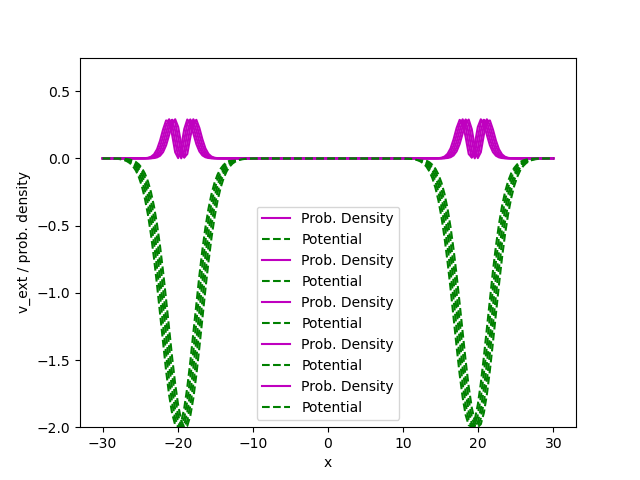 0.5
0.0
−0.5
−1.0
−1.5
−2.0
v_ext / prob. density
Prob. Density
Potential
Prob. Density
Potential
Prob. Density
Potential
Prob. Density
Potential
Prob. Density
Potential
−30
−20
−10
0
10
20
30
x